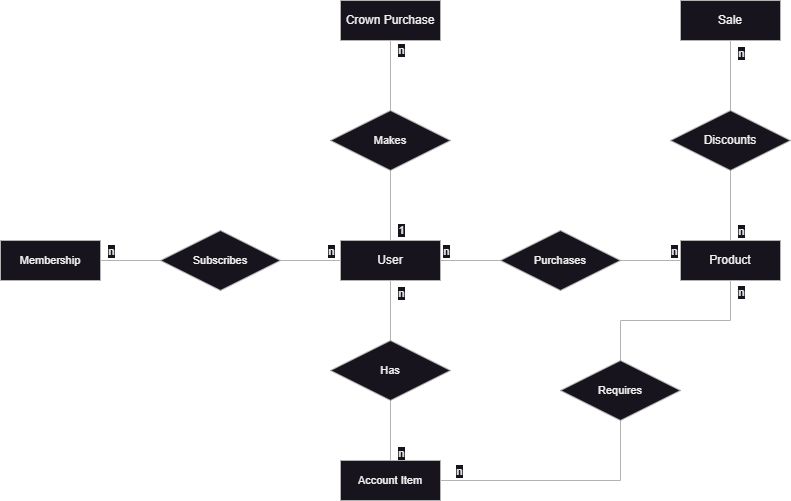 Crown Purchase
Sale
n
n
Makes
Discounts
1
n
n
n
n
n
Membership
Subscribes
User
Purchases
Product
n
n
Has
Requires
n
n
Account Item